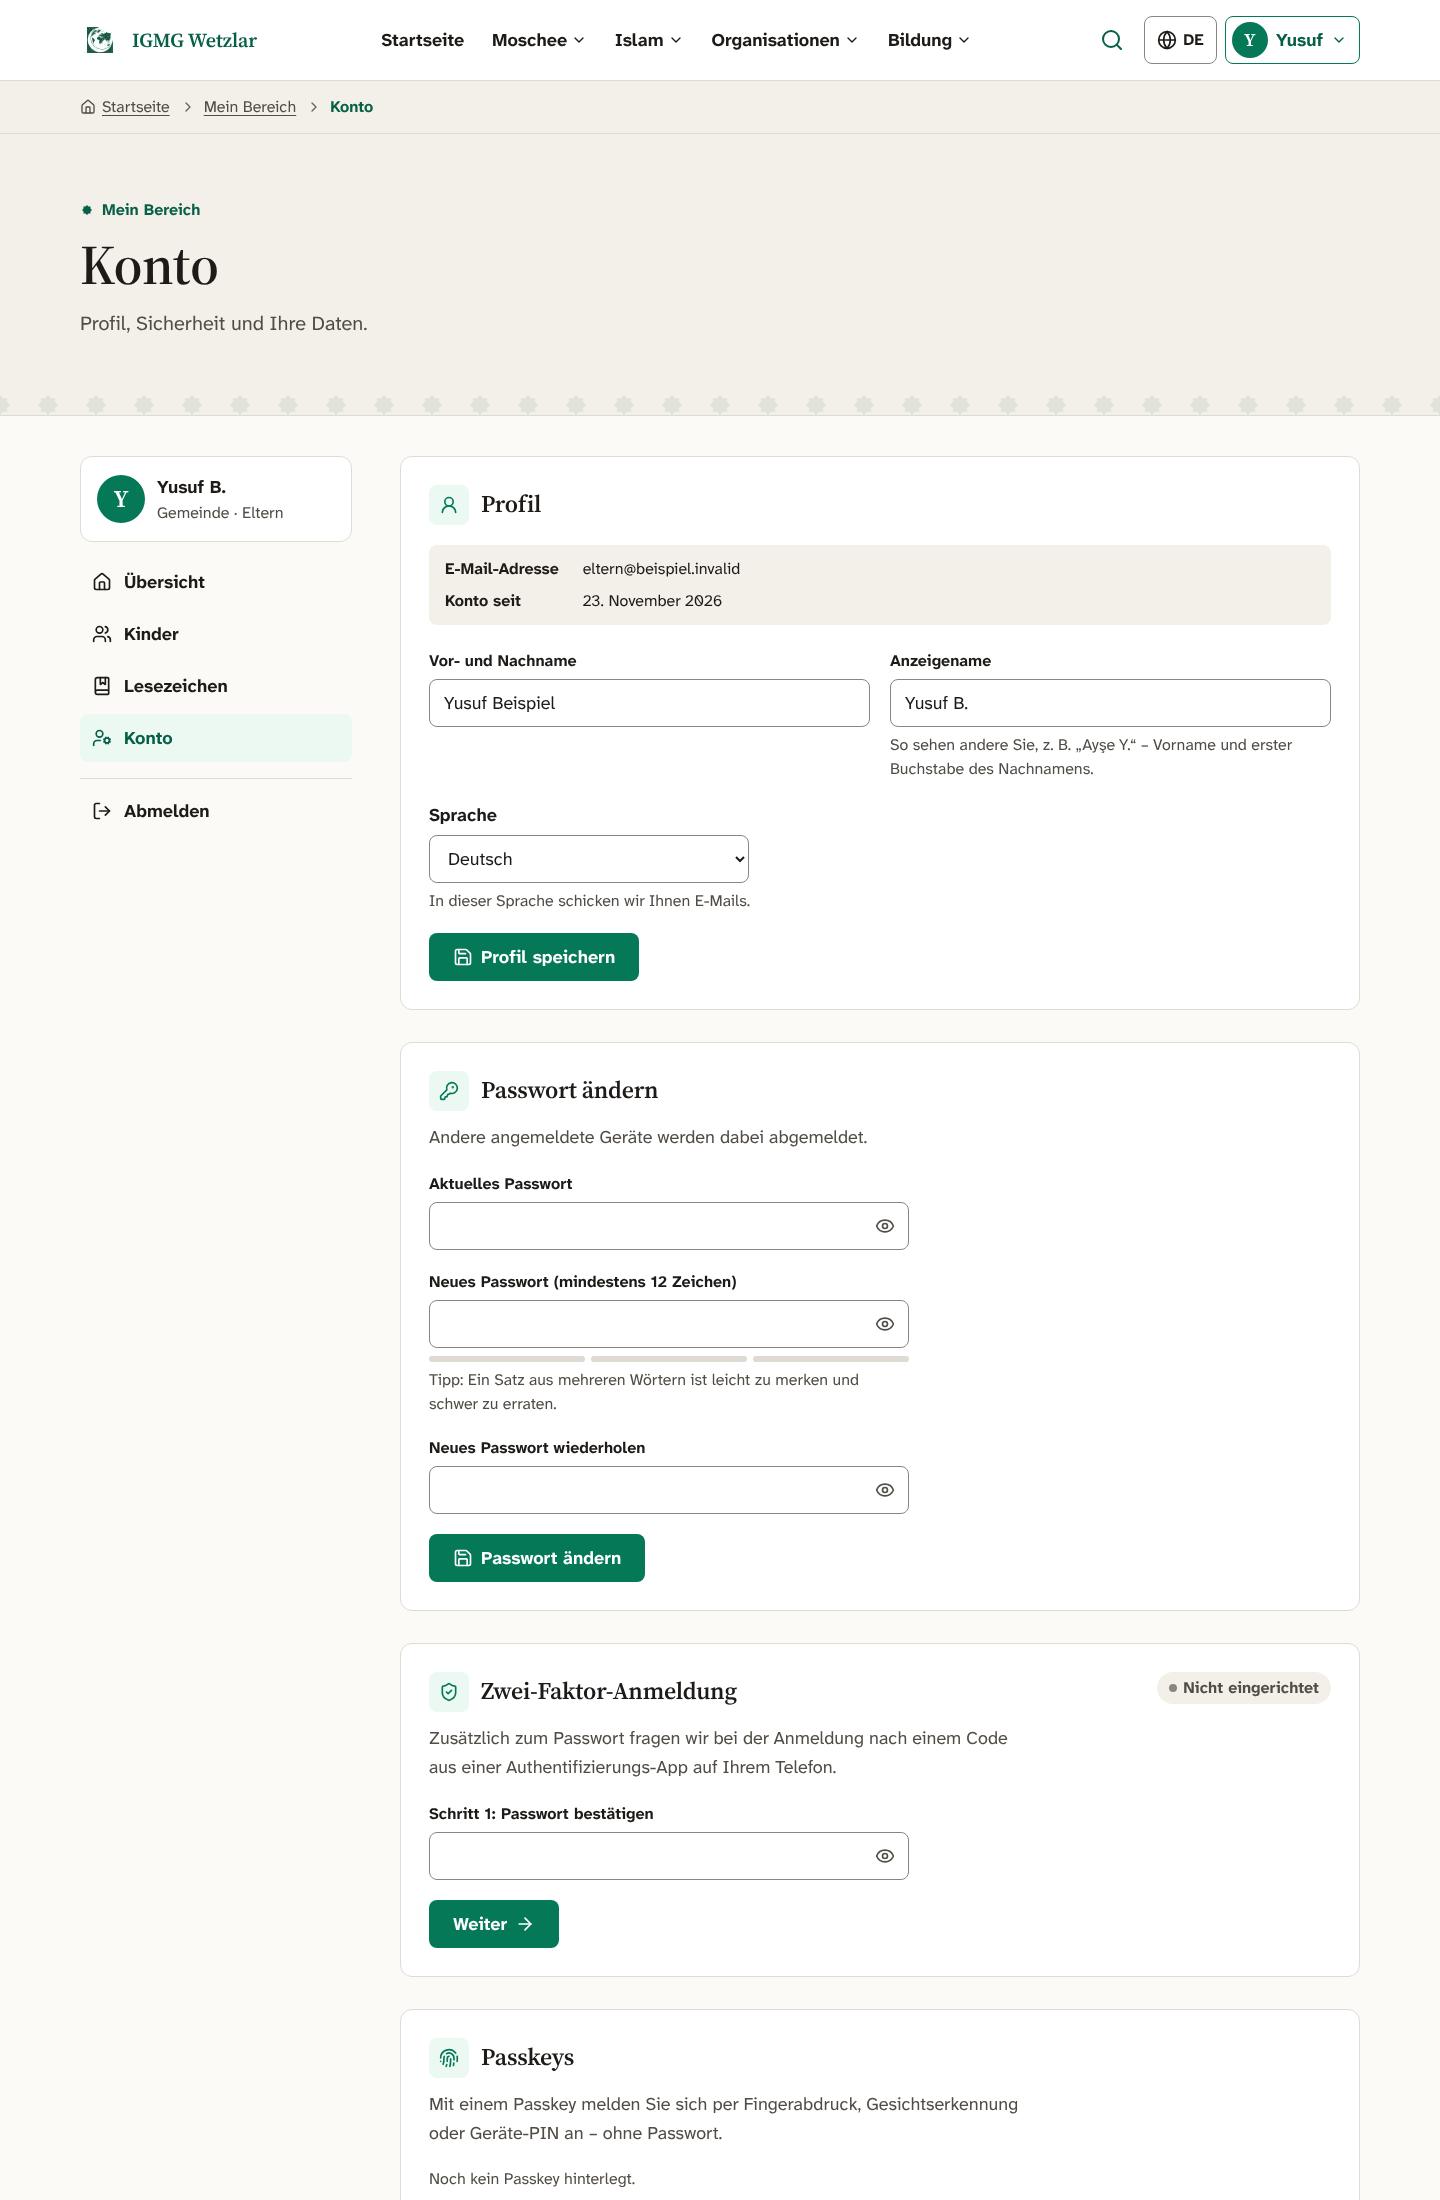 IGMG Wetzlar
Startseite
Moschee
Islam
Organisationen
Bildung
DE
Y
Yusuf
Startseite
Mein Bereich
Konto
Mein Bereich
Konto
Profil, Sicherheit und Ihre Daten.
Y
Yusuf B.
Gemeinde · Eltern
Übersicht
Kinder
Lesezeichen
Konto
Abmelden
Profil
E-Mail-Adresse eltern@beispiel.invalid
Konto seit 23. November 2026
Vor- und Nachname
Yusuf Beispiel
Anzeigename
Yusuf B.
So sehen andere Sie, z. B. „Ayşe Y.“ – Vorname und erster
Buchstabe des Nachnamens.
Sprache
Deutsch
In dieser Sprache schicken wir Ihnen E-Mails.
Profil speichern
Passwort ändern
Andere angemeldete Geräte werden dabei abgemeldet.
Aktuelles Passwort
Neues Passwort (mindestens 12 Zeichen)
Tipp: Ein Satz aus mehreren Wörtern ist leicht zu merken und
schwer zu erraten.
Neues Passwort wiederholen
Passwort ändern
Zwei-Faktor-Anmeldung
Nicht eingerichtet
Zusätzlich zum Passwort fragen wir bei der Anmeldung nach einem Code
aus einer Authentifizierungs-App auf Ihrem Telefon.
Schritt 1: Passwort bestätigen
Weiter
Passkeys
Mit einem Passkey melden Sie sich per Fingerabdruck, Gesichtserkennung
oder Geräte-PIN an – ohne Passwort.
Noch kein Passkey hinterlegt.